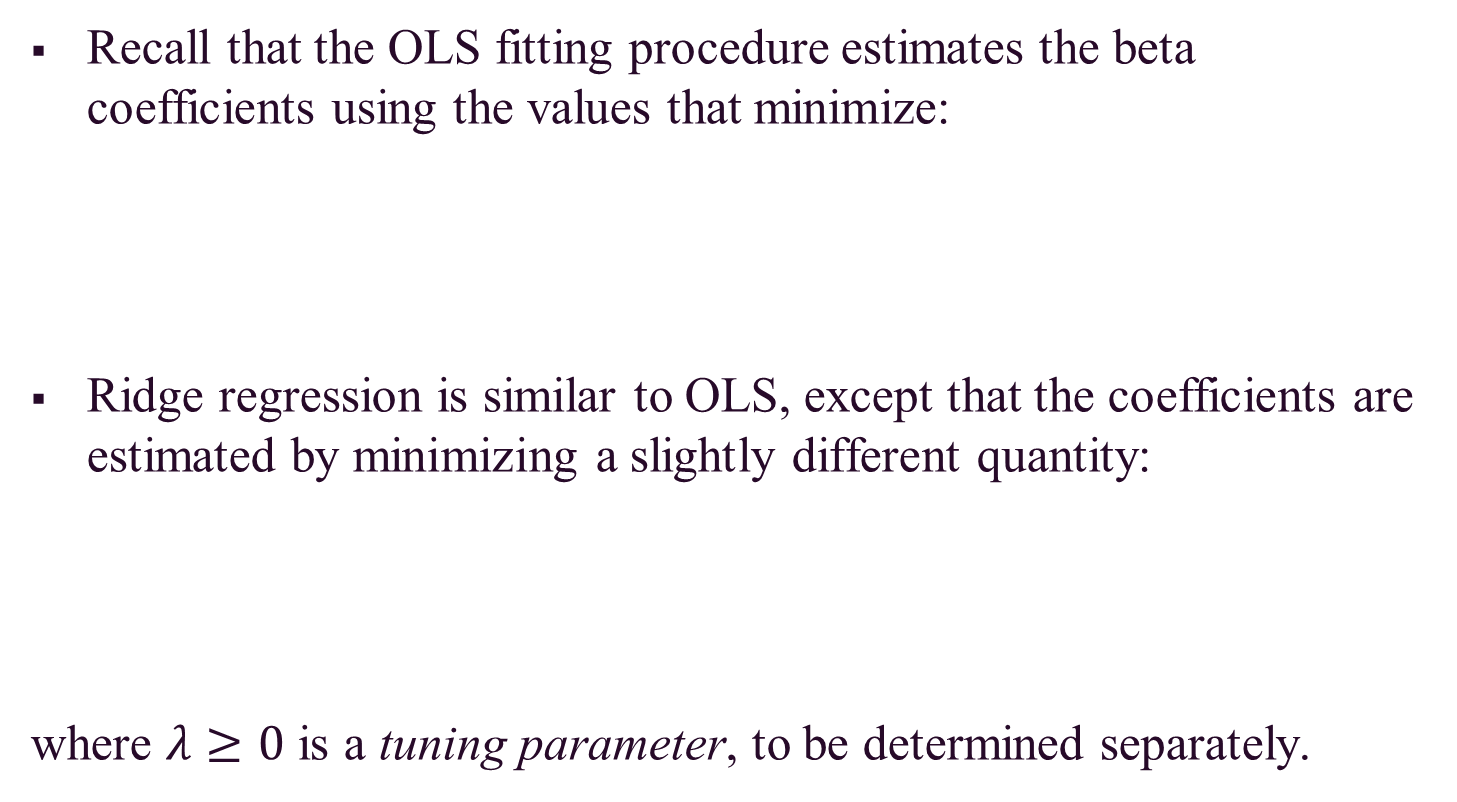 ▪ Recall that the OLS fitting procedure estimates the beta
coefficients using the values that minimize:
▪ Ridge regression is similar to OLS, except that the coefficients are
estimated by minimizing a slightly different quantity:
where λ ≥ 0 is a tuning parameter, to be determined separately.